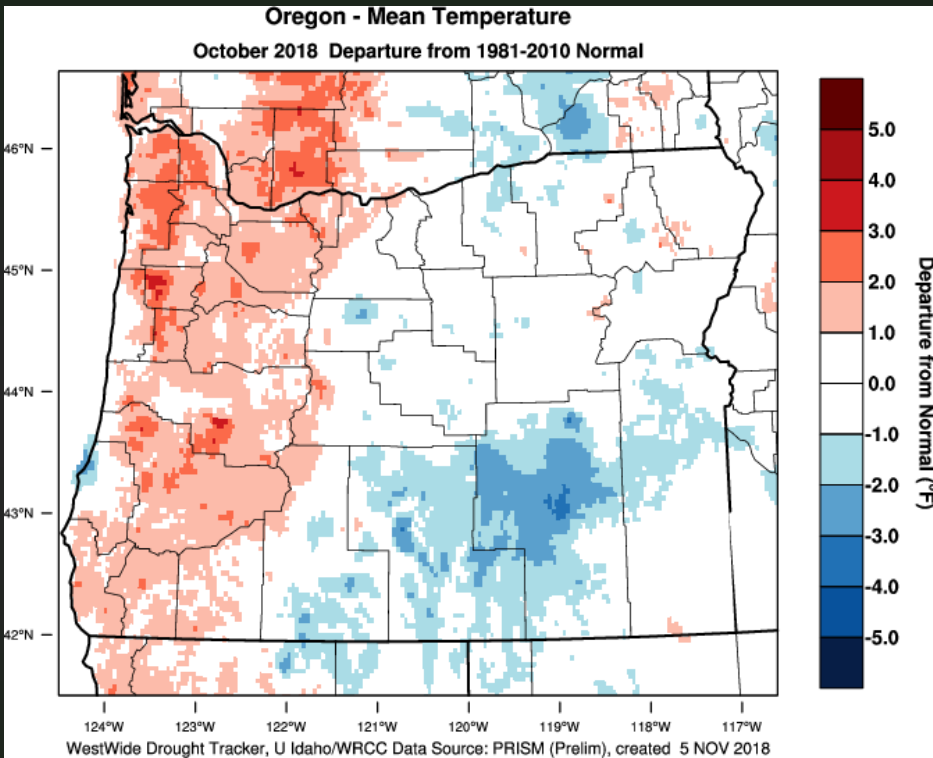 Oregon - Mean Temperature
October 2018  Departure from 1981-2010 Normal
46°N
45°N
44°N
43°N
42°N
124°W 123°W 122°W 121°W 120°W 119°W 118°W 117°W
5.0
4.0
3.0
2.0
1.0
0.0
-1.0
-2.0
-3.0
-4.0
-5.0
Departure from Normal (°F)
WestWide Drought Tracker, U Idaho/WRCC Data Source: PRISM (Prelim), created  5 NOV 2018